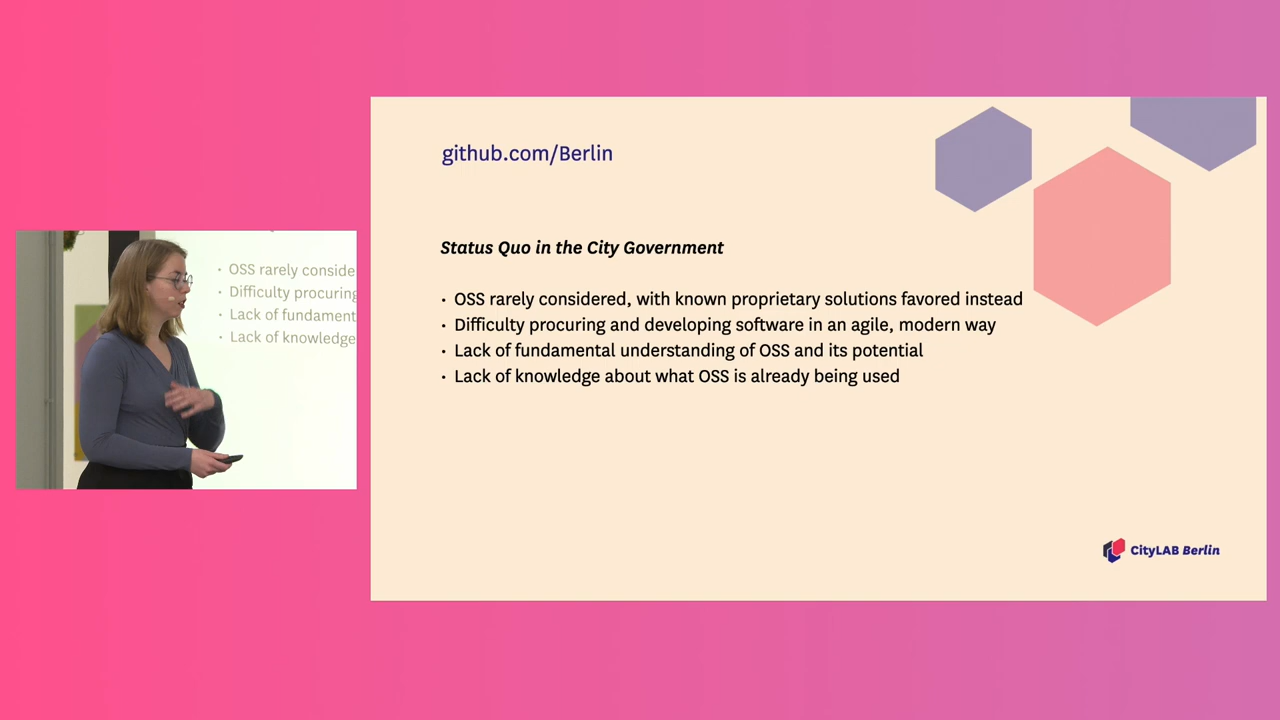 github.com/Berlin
Status Quo in the City Government
· OSS rarely considered, with known proprietary solutions favored instead
· Difficulty procuring and developing software in an agile, modern way
· Lack of fundamental understanding of OSS and its potential
· Lack of knowledge about what OSS is already being used
CityLAB Berlin
· OSS rarely conside
· Difficulty procuring
· Lack of fundament
· Lack of knowledge